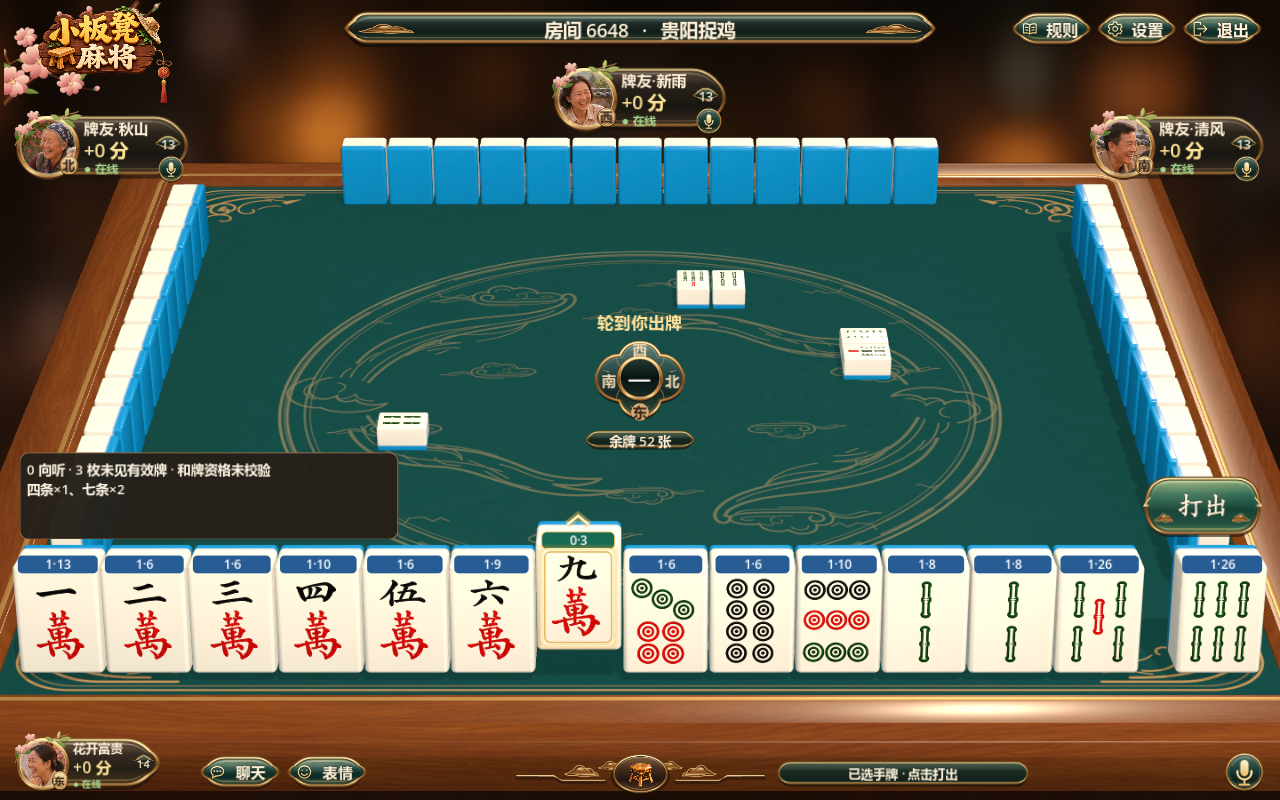 小板凳
麻将
房间 6648 · 贵阳捉鸡
规则
设置
退出
牌友·新雨
+0 分
在线
13
西
牌友·秋山
+0 分
在线
13
北
牌友·清风
+0 分
在线
13
南
轮到你出牌
西
南 一 北
东
余牌 52 张
0 向听 · 3 枚未见有效牌 · 和牌资格未校验
四条×1、七条×2
打出
1·13
1·6
1·6
1·10
1·6
1·9
0·3
1·6
1·6
1·10
1·8
1·8
1·26
1·26
一萬
二萬
三萬
四萬
伍萬
六萬
九萬
花开富贵
+0 分
在线
14
东
聊天
表情
已选手牌 · 点击打出